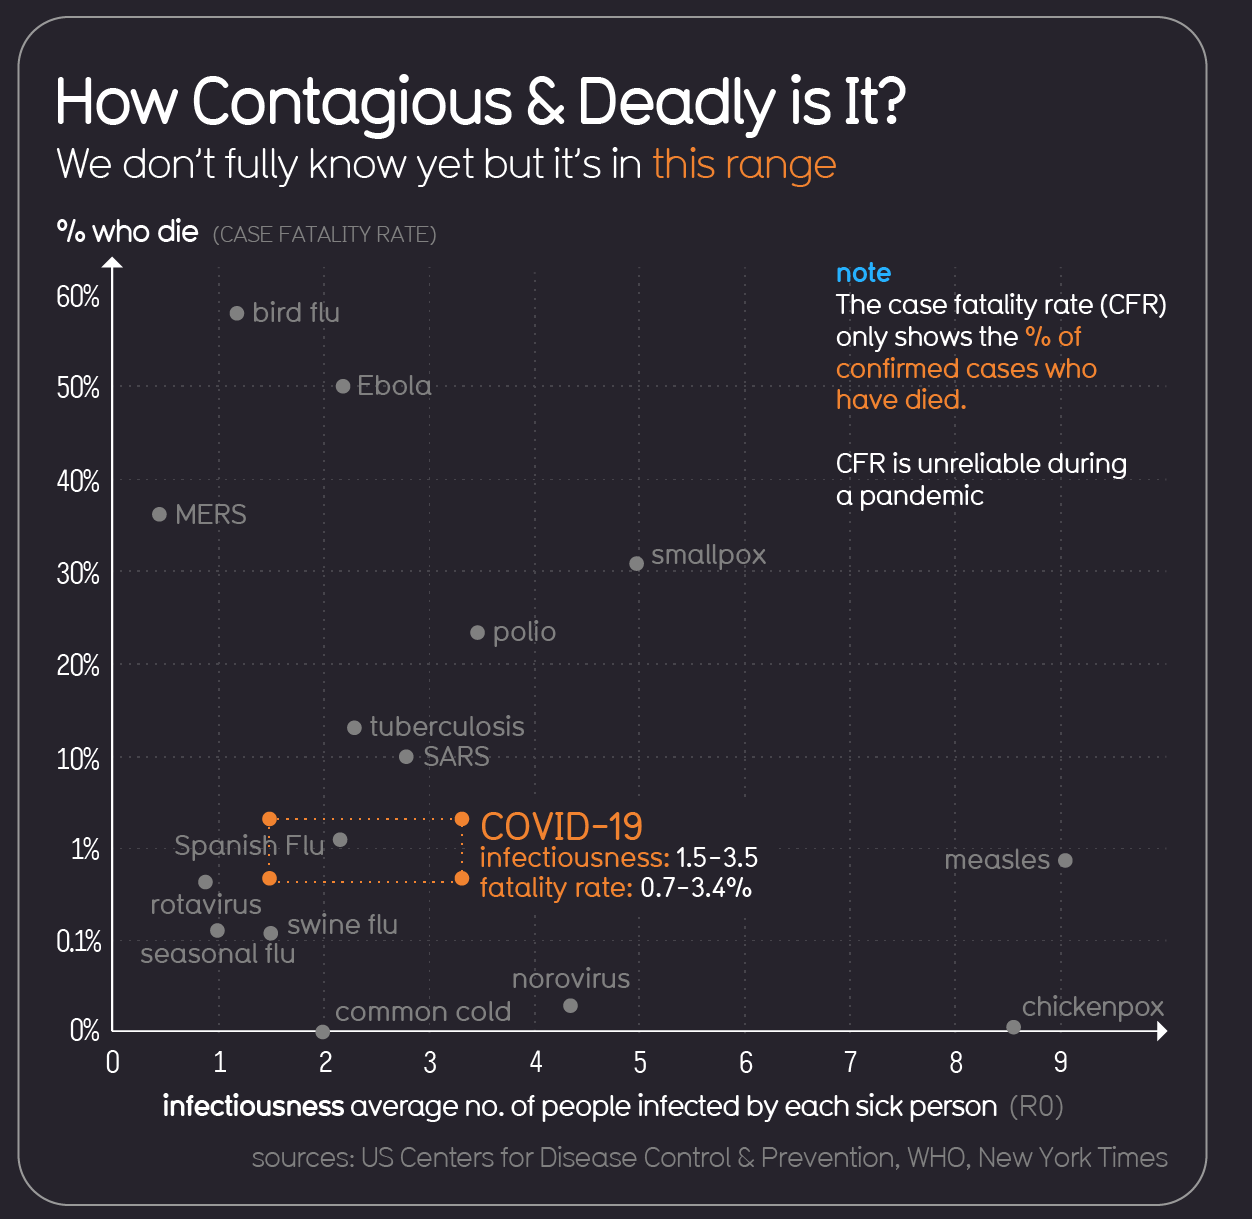 How Contagious & Deadly is It?
We don't fully know yet but it's in this range
% who die (CASE FATALITY RATE)
note
The case fatality rate (CFR)
only shows the % of
confirmed cases who
have died.
CFR is unreliable during
a pandemic
60%
50%
40%
30%
20%
10%
1%
0.1%
0%
bird flu
Ebola
MERS
smallpox
polio
tuberculosis
SARS
COVID-19
infectiousness: 1.5-3.5
fatality rate: 0.7-3.4%
Spanish Flu
measles
rotavirus
swine flu
seasonal flu
norovirus
common cold
chickenpox
0 1 2 3 4 5 6 7 8 9
infectiousness average no. of people infected by each sick person (R0)
sources: US Centers for Disease Control & Prevention, WHO, New York Times